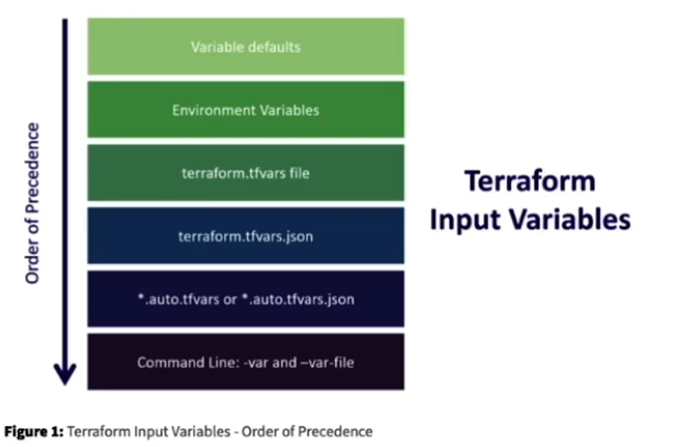 Variable defaults
Environment Variables
terraform.tfvars file
terraform.tfvars.json
*.auto.tfvars or *.auto.tfvars.json
Command Line: -var and –var-file
Order of Precedence
Terraform
Input Variables
Figure 1: Terraform Input Variables - Order of Precedence